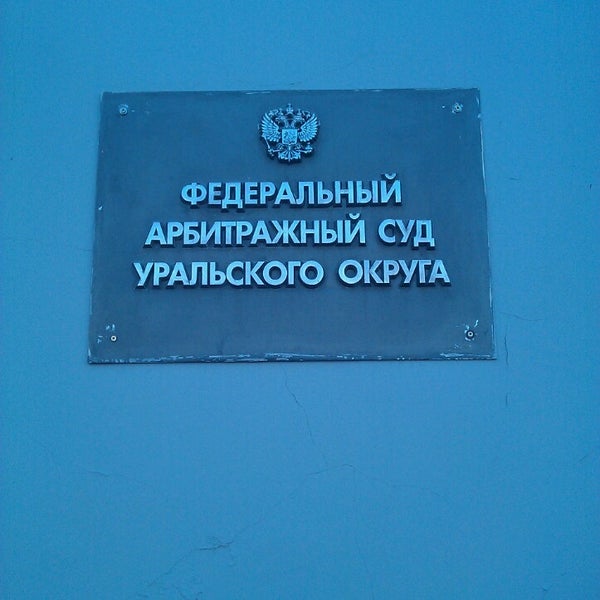 ФЕДЕРАЛЬНЫЙ
АРБИТРАЖНЫЙ СУД
УРАЛЬСКОГО ОКРУГА